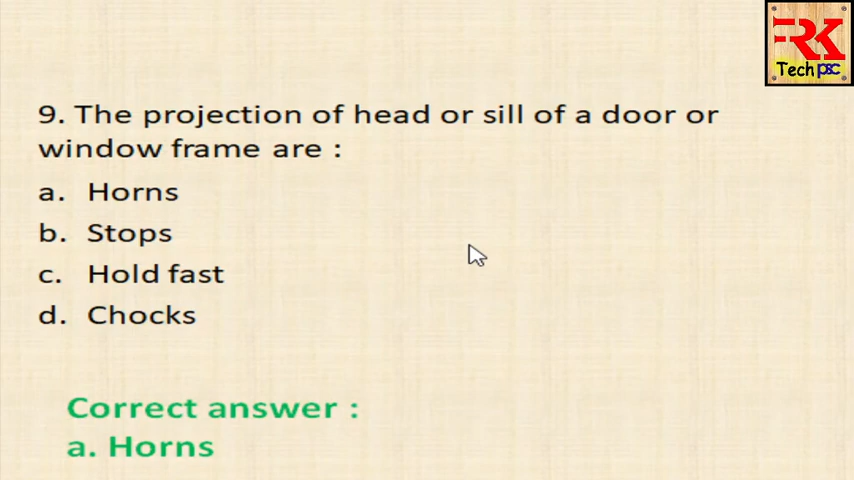 RK
Tech psc
9. The projection of head or sill of a door or
window frame are :
a. Horns
b. Stops
c. Hold fast
d. Chocks
Correct answer :
a. Horns